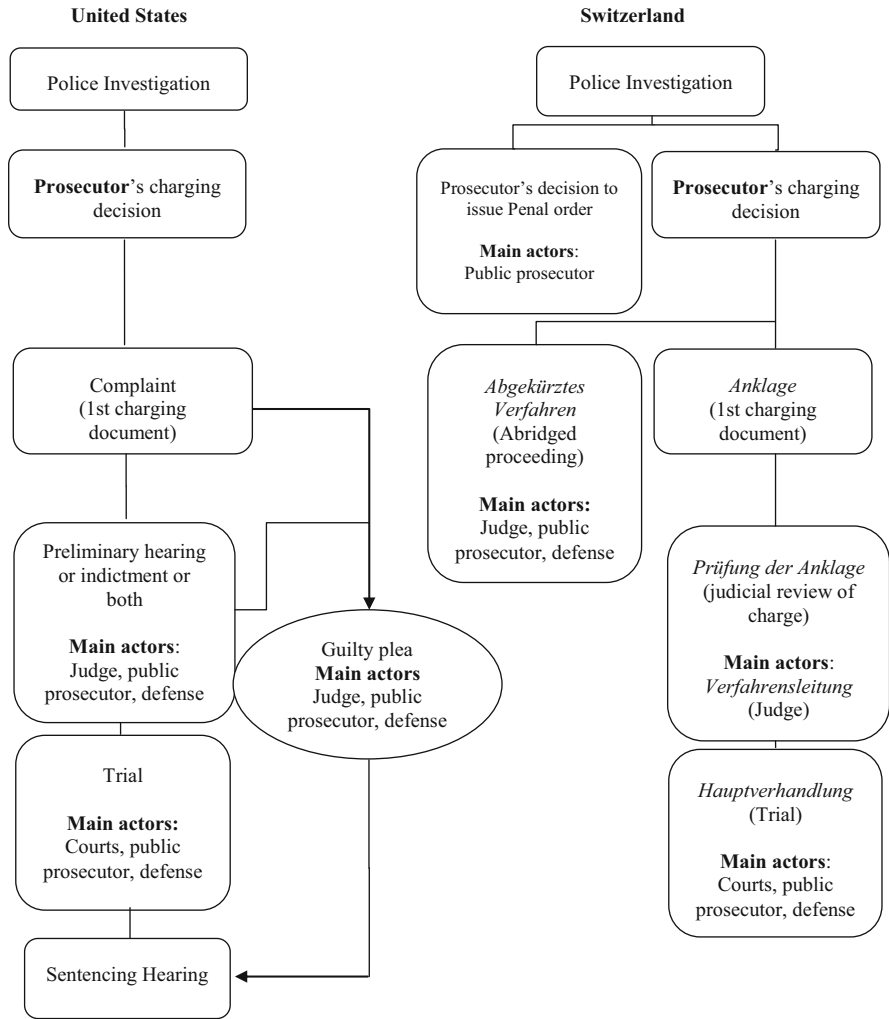 United States
Police Investigation
Prosecutor's charging
decision
Complaint
(1st charging
document)
Preliminary hearing
or indictment or
both
Main actors:
Judge, public
prosecutor, defense
Guilty plea
Main actors
Judge, public
prosecutor, defense
Trial
Main actors:
Courts, public
prosecutor, defense
Sentencing Hearing
Switzerland
Police Investigation
Prosecutor's decision to
issue Penal order
Main actors:
Public prosecutor
Prosecutor's charging
decision
Abgekürztes
Verfahren
(Abridged
proceeding)
Main actors:
Judge, public
prosecutor, defense
Anklage
(1st charging
document)
Prüfung der Anklage
(judicial review of
charge)
Main actors:
Verfahrensleitung
(Judge)
Hauptverhandlung
(Trial)
Main actors:
Courts, public
prosecutor, defense